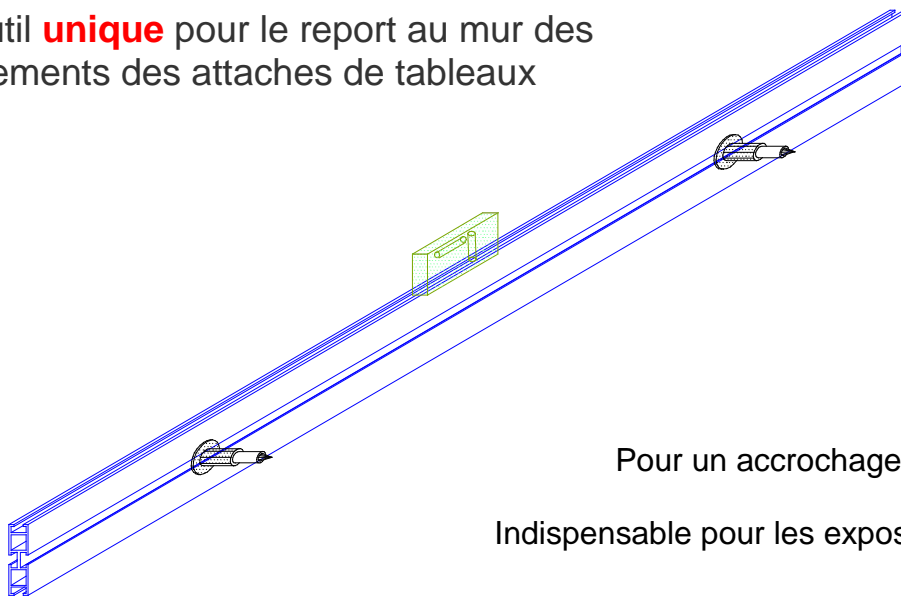 util unique pour le report au mur des
ements des attaches de tableaux
Pour un accrochage
Indispensable pour les expos